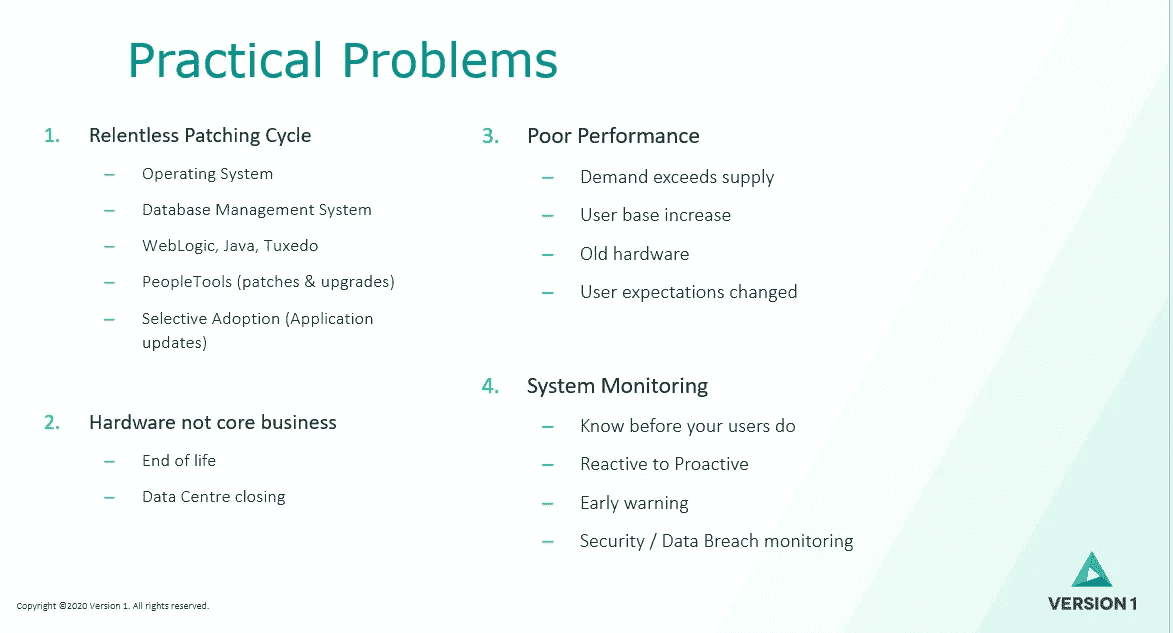 Practical Problems
1. Relentless Patching Cycle
– Operating System
– Database Management System
– WebLogic, Java, Tuxedo
– PeopleTools (patches & upgrades)
– Selective Adoption (Application
updates)
2. Hardware not core business
– End of life
– Data Centre closing
3. Poor Performance
– Demand exceeds supply
– User base increase
– Old hardware
– User expectations changed
4. System Monitoring
– Know before your users do
– Reactive to Proactive
– Early warning
– Security / Data Breach monitoring
Copyright ©2020 Version 1. All rights reserved.
VERSION 1